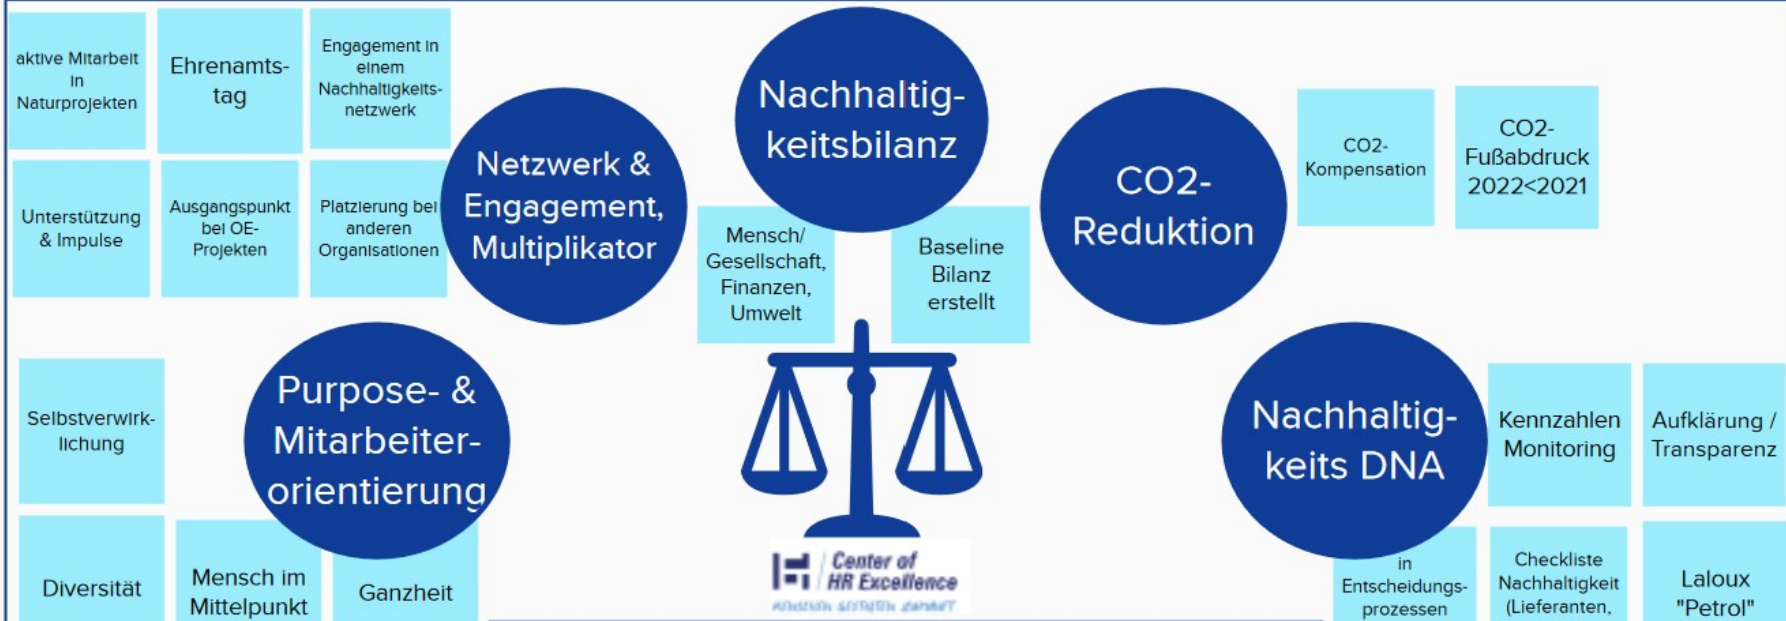 aktive Mitarbeit
in
Naturprojekten
Ehrenamts-
tag
Engagement in
einem
Nachhaltigkeits-
netzwerk
Unterstützung
& Impulse
Ausgangspunkt
bei OE-
Projekten
Platzierung bei
anderen
Organisationen
Netzwerk &
Engagement,
Multiplikator
Nachhaltig-
keitsbilanz
Mensch/
Gesellschaft,
Finanzen,
Umwelt
Baseline
Bilanz
erstellt
CO2-
Reduktion
CO2-
Kompensation
CO2-
Fußabdruck
2022<2021
Purpose- &
Mitarbeiter-
orientierung
Selbstverwirk-
lichung
Diversität
Mensch im
Mittelpunkt
Ganzheit
Nachhaltig-
keits DNA
Kennzahlen
Monitoring
Aufklärung /
Transparenz
in
Entscheidungs-
prozessen
Checkliste
Nachhaltigkeit
(Lieferanten,
Laloux
"Petrol"
Center of
HR Excellence